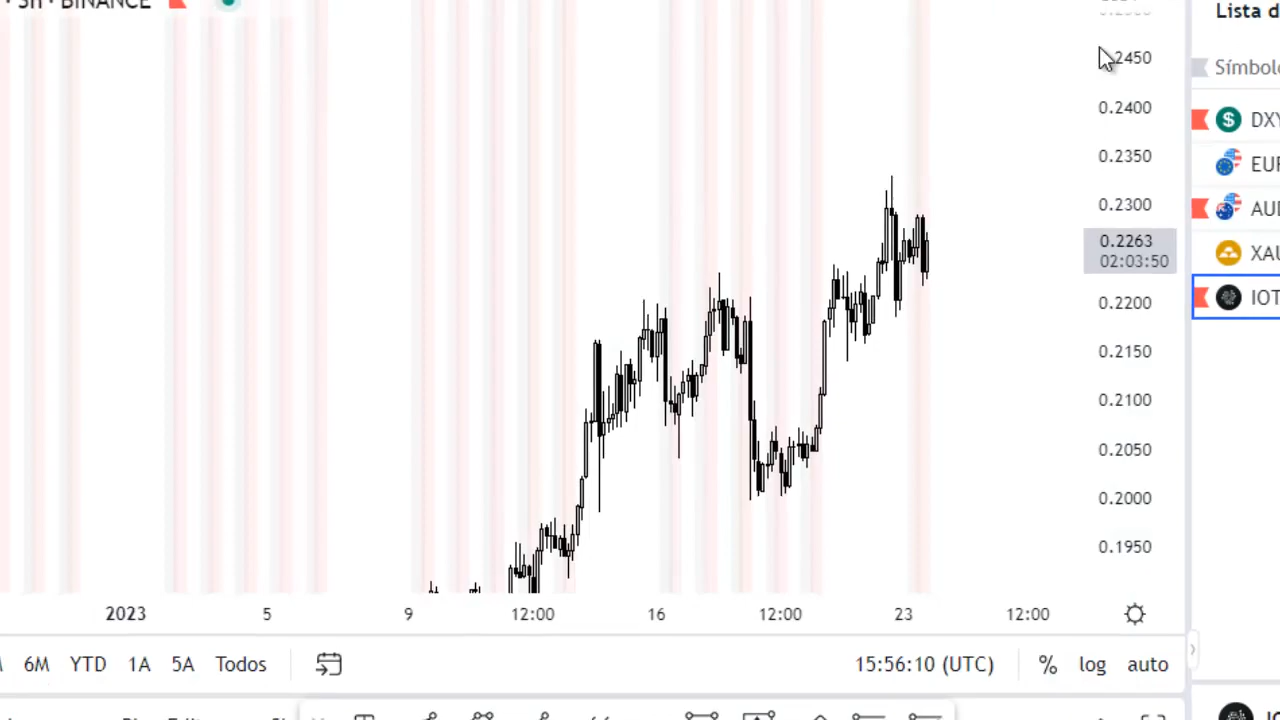 · 3h · BINANCE
Lista d
0.2450
Símbolo
0.2400
DXY
0.2350
EUR
0.2300
AUD
0.2263
02:03:50
XAU
0.2200
IOT
0.2150
0.2100
0.2050
0.2000
0.1950
2023 5 9 12:00 16 12:00 23 12:00
6M YTD 1A 5A Todos 15:56:10 (UTC) % log auto